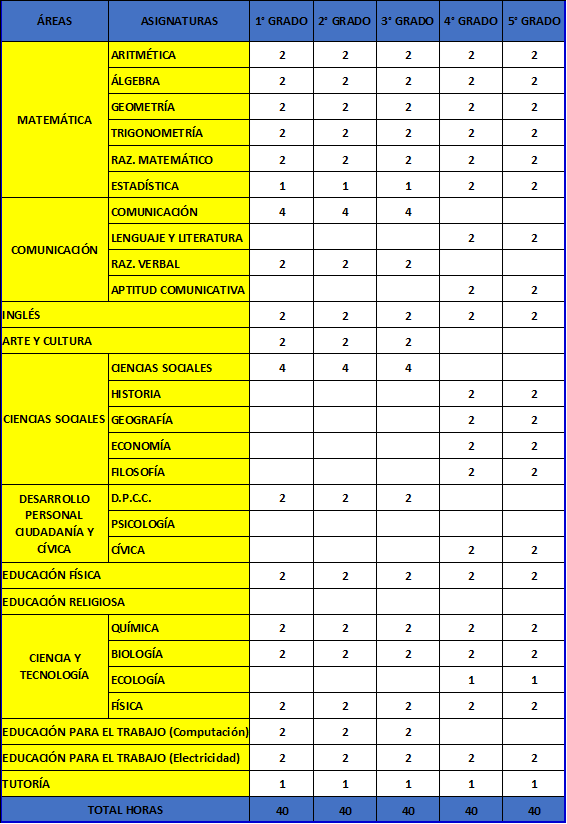 ÁREAS ASIGNATURAS 1° GRADO 2° GRADO 3° GRADO 4° GRADO 5° GRADO
MATEMÁTICA
ARITMÉTICA 2 2 2 2 2
ÁLGEBRA 2 2 2 2 2
GEOMETRÍA 2 2 2 2 2
TRIGONOMETRÍA 2 2 2 2 2
RAZ. MATEMÁTICO 2 2 2 2 2
ESTADÍSTICA 1 1 1 2 2
COMUNICACIÓN
COMUNICACIÓN 4 4 4
LENGUAJE Y LITERATURA 2 2
RAZ. VERBAL 2 2 2
APTITUD COMUNICATIVA 2 2
INGLÉS 2 2 2 2 2
ARTE Y CULTURA 2 2 2
CIENCIAS SOCIALES
CIENCIAS SOCIALES 4 4 4
HISTORIA 2 2
GEOGRAFÍA 2 2
ECONOMÍA 2 2
FILOSOFÍA 2 2
DESARROLLO
PERSONAL
CIUDADANÍA Y
CÍVICA
D.P.C.C. 2 2 2
PSICOLOGÍA
CÍVICA 2 2
EDUCACIÓN FÍSICA 2 2 2 2 2
EDUCACIÓN RELIGIOSA
CIENCIA Y
TECNOLOGÍA
QUÍMICA 2 2 2 2 2
BIOLOGÍA 2 2 2 2 2
ECOLOGÍA 1 1
FÍSICA 2 2 2 2 2
EDUCACIÓN PARA EL TRABAJO (Computación) 2 2 2
EDUCACIÓN PARA EL TRABAJO (Electricidad) 2 2 2 2 2
TUTORÍA 1 1 1 1 1
TOTAL HORAS 40 40 40 40 40